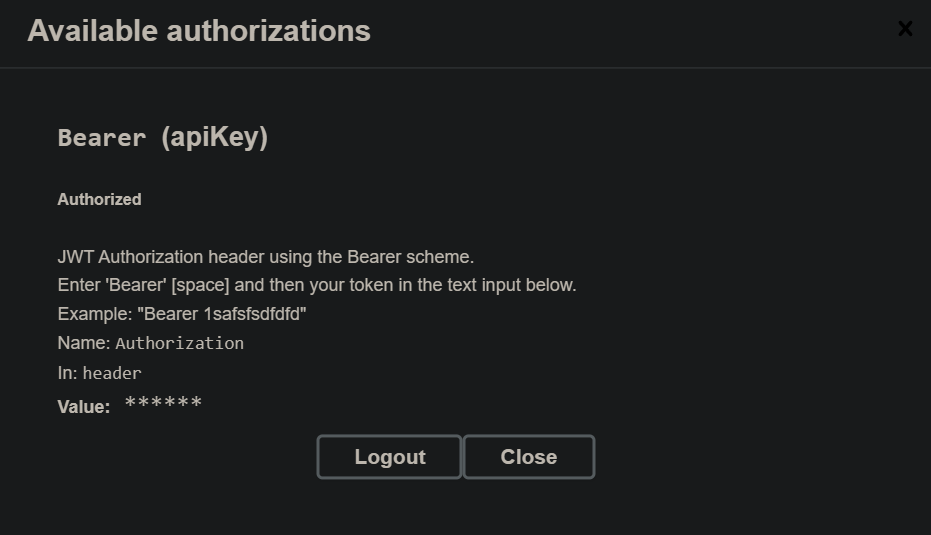 Available authorizations
Bearer (apiKey)
Authorized
JWT Authorization header using the Bearer scheme.
Enter 'Bearer' [space] and then your token in the text input below.
Example: "Bearer 1safsfsdfdfd"
Name: Authorization
In: header
Value: ******
Logout Close